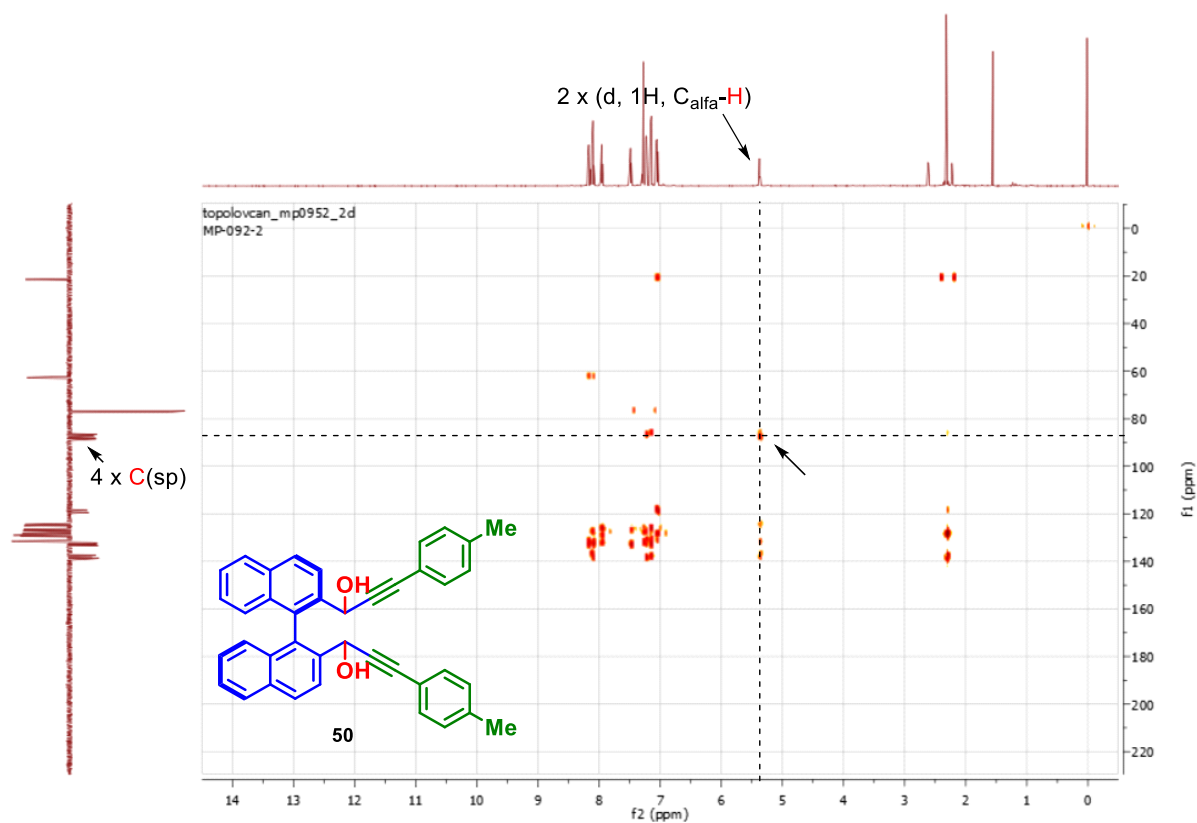 2 x (d, 1H, Calfa-H)
topolovcan_mp0952_2d
MP-092-2
4 x C(sp)
0
20
40
60
80
100
120
140
160
180
200
220
f1 (ppm)
Me
OH
OH
Me
50
14 13 12 11 10 9 8 7 6 5 4 3 2 1 0
f2 (ppm)